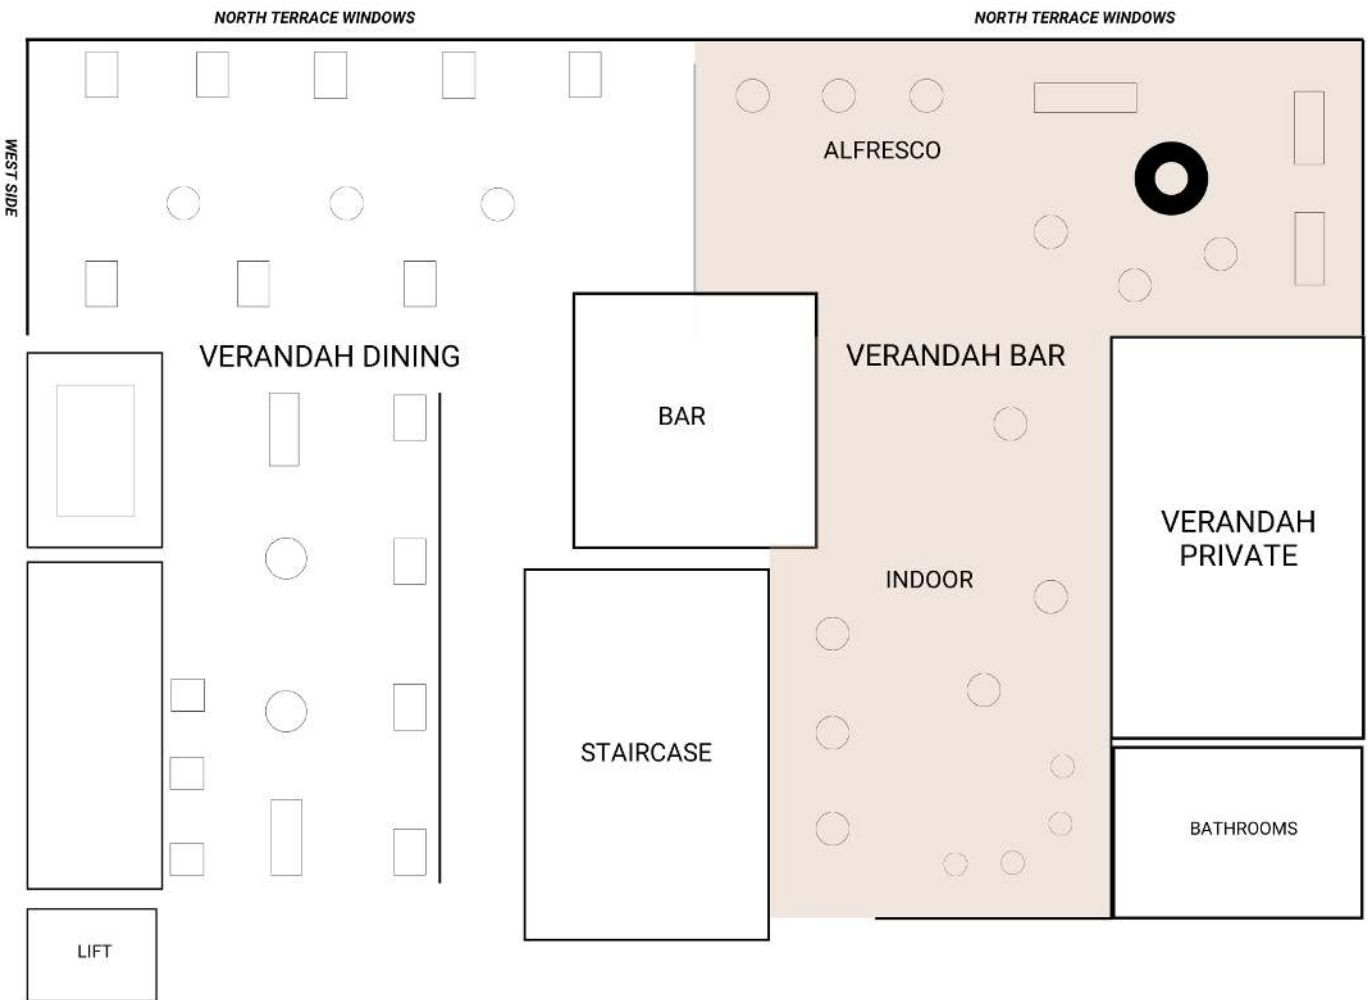 NORTH TERRACE WINDOWS
NORTH TERRACE WINDOWS
WEST SIDE
ALFRESCO
VERANDAH DINING
VERANDAH BAR
BAR
VERANDAH
PRIVATE
INDOOR
STAIRCASE
BATHROOMS
LIFT